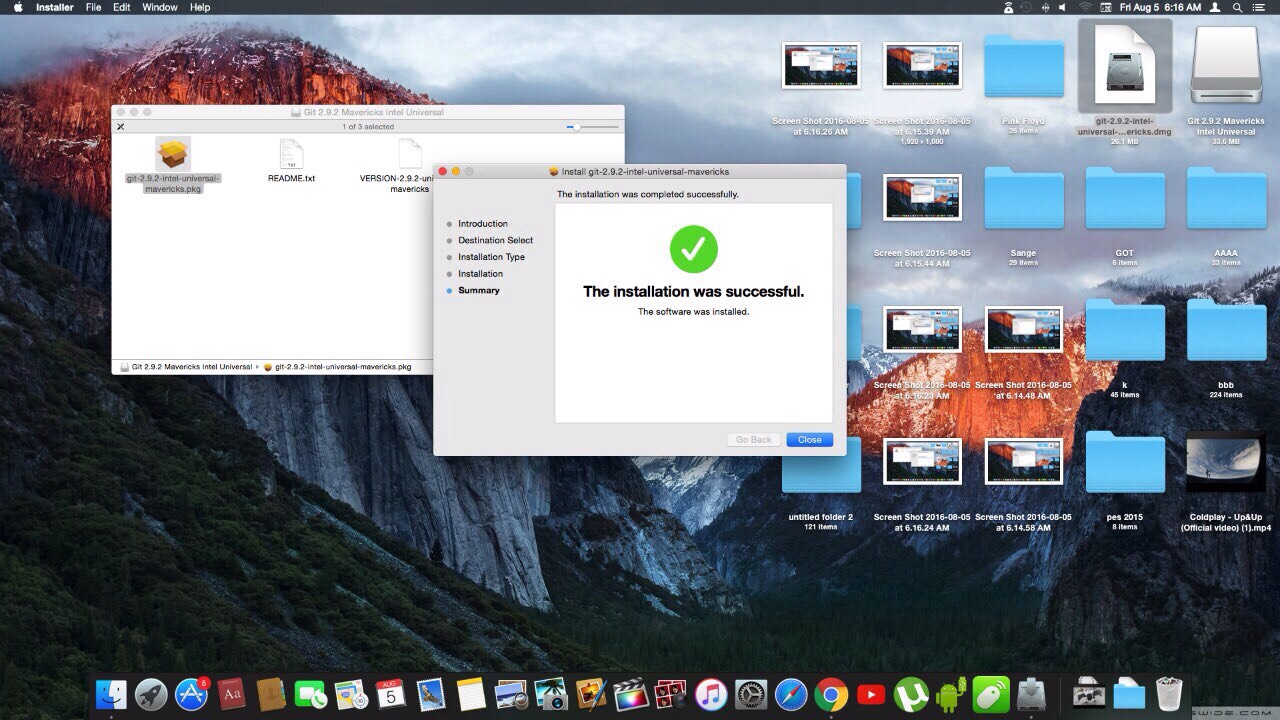 Installer File Edit Window Help
Fri Aug 5 6:16 AM
Git 2.9.2 Mavericks Intel Universal
1 of 3 selected
git-2.9.2-intel-universal-
mavericks.pkg
README.txt
VERSION-2.9.2-uni
mavericks
Git 2.9.2 Mavericks Intel Universal
git-2.9.2-intel-universal-mavericks.pkg
Install git-2.9.2-intel-universal-mavericks
The installation was completed successfully.
Introduction
Destination Select
Installation Type
Installation
Summary
The installation was successful.
The software was installed.
Go Back
Close
Screen Shot 2016-08-05
at 6.16.26 AM
Screen Shot 2016-08-05
at 6.15.39 AM
1,920 × 1,080
Pink Floyd
25 items
git-2.9.2-intel-
universal-...ericks.dmg
26.1 MB
Git 2.9.2 Mavericks
Intel Universal
33.6 MB
Screen Shot 2016-08-05
at 6.15.44 AM
Sange
29 items
GOT
6 items
AAAA
33 items
Screen Shot 2016-08-05
at 6.16.23 AM
Screen Shot 2016-08-05
at 6.14.48 AM
k
45 items
bbb
224 items
untitled folder 2
121 items
Screen Shot 2016-08-05
at 6.16.24 AM
Screen Shot 2016-08-05
at 6.14.58 AM
pes 2015
8 items
Coldplay - Up&Up
(Official video) (1).mp4
5
Aa
AUG
5
TXT
SWIDE.COM